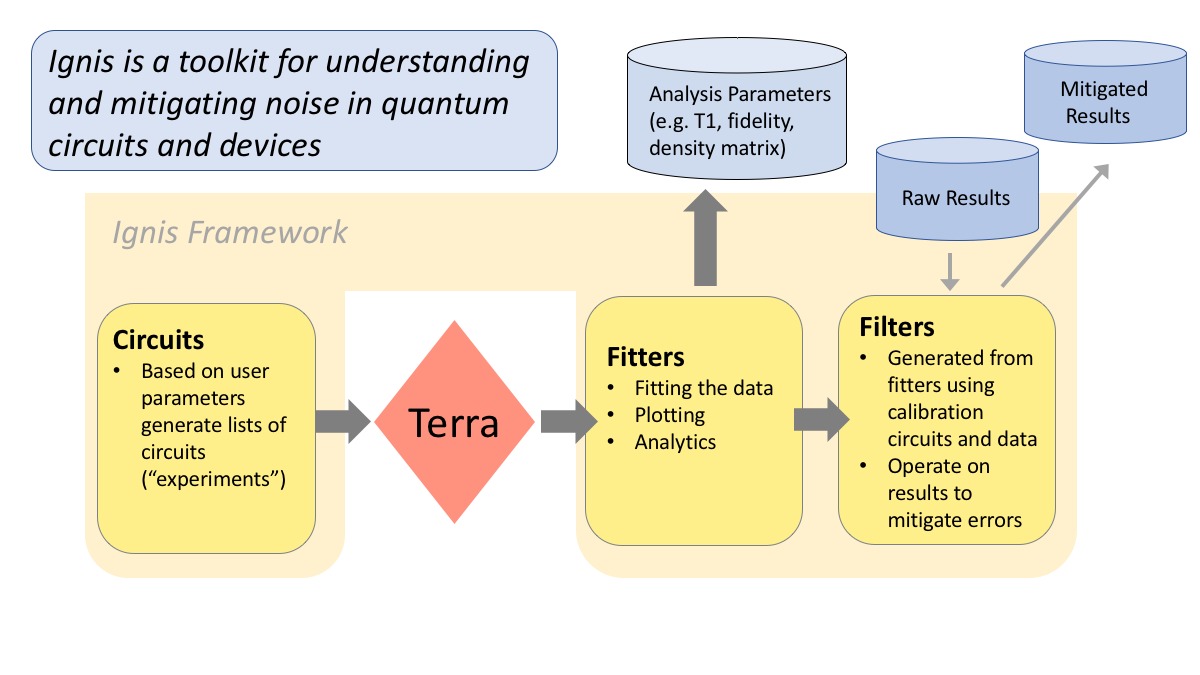 Ignis is a toolkit for understanding
and mitigating noise in quantum
circuits and devices
Analysis Parameters
(e.g. T1, fidelity,
density matrix)
Mitigated
Results
Raw Results
Ignis Framework
Circuits
• Based on user
parameters
generate lists of
circuits
(“experiments”)
Terra
Fitters
• Fitting the data
• Plotting
• Analytics
Filters
• Generated from
fitters using
calibration
circuits and data
• Operate on
results to
mitigate errors